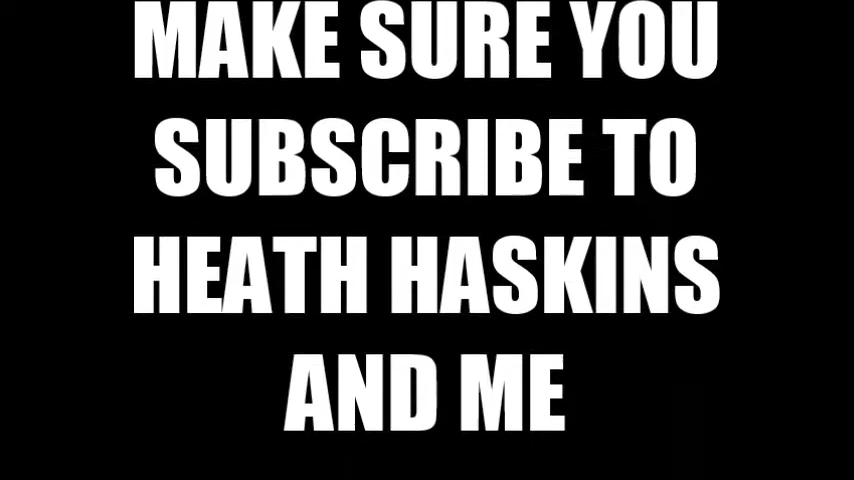 MAKE SURE YOU
SUBSCRIBE TO
HEATH HASKINS
AND ME